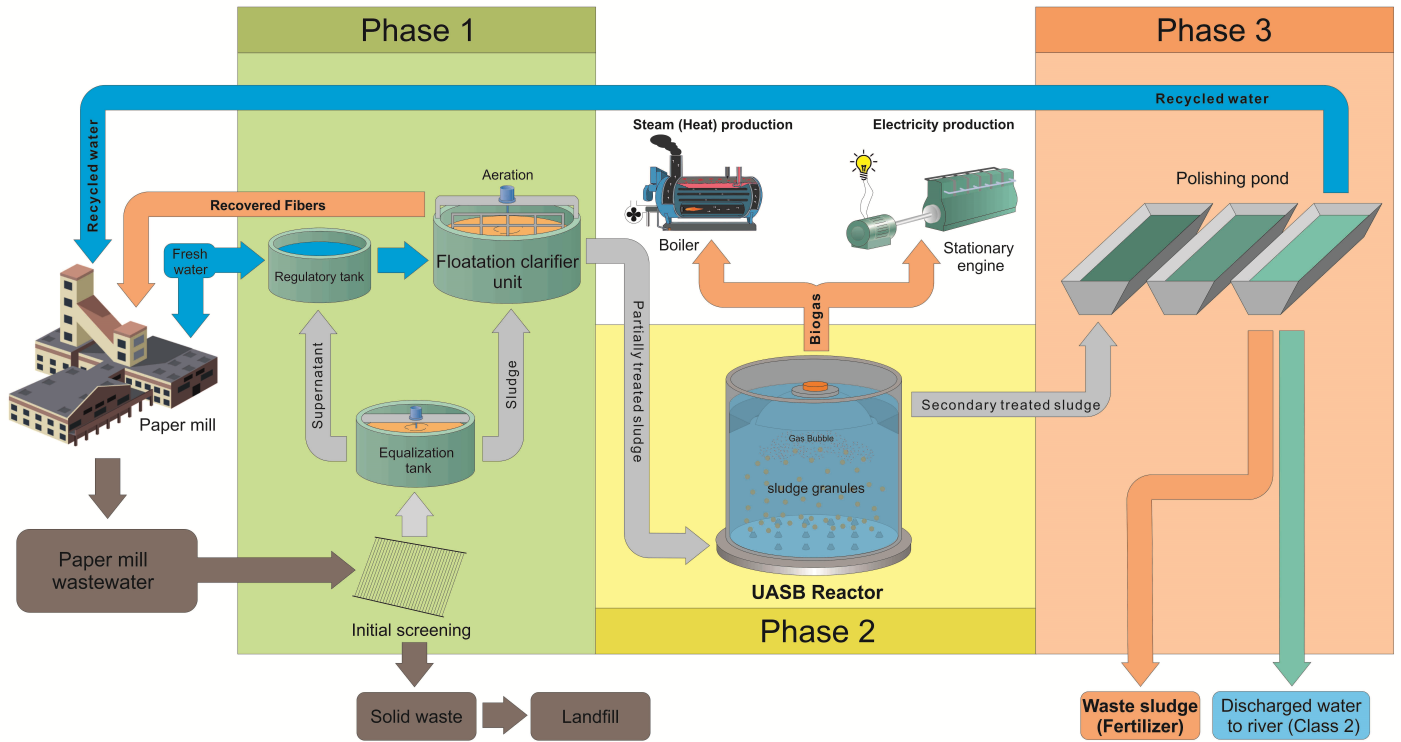 Phase 1
Phase 3
Recycled water
Recycled water
Steam (Heat) production
Electricity production
Aeration
Polishing pond
Recovered Fibers
Fresh
water
Regulatory tank
Floatation clarifier
unit
Boiler
Stationary
engine
Biogas
Partially treated sludge
Supernatant
Sludge
Paper mill
Equalization
tank
Secondary treated sludge
Gas Bubble
sludge granules
Paper mill
wastewater
UASB Reactor
Initial screening
Phase 2
Solid waste
Landfill
Waste sludge
(Fertilizer)
Discharged water
to river (Class 2)